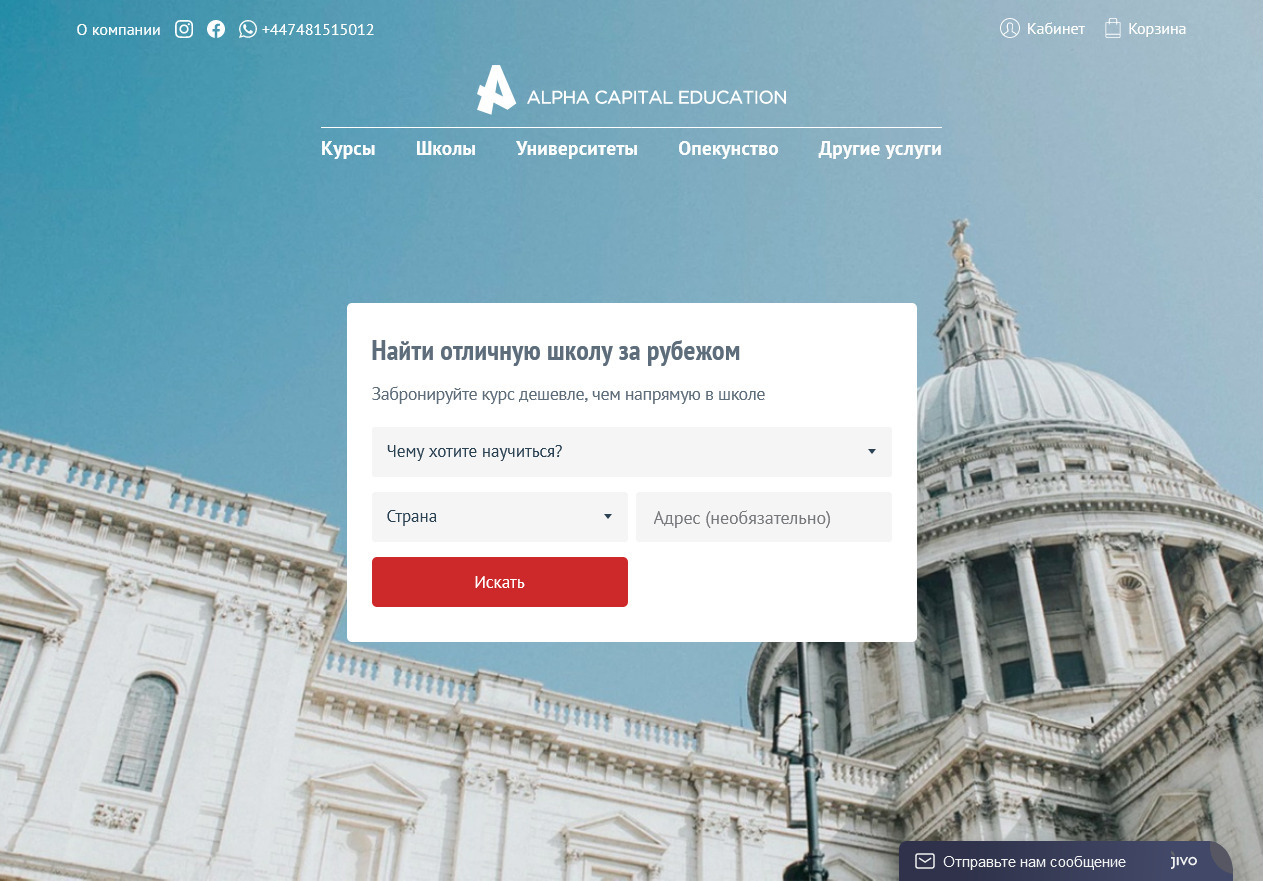 О компании +447481515012 Кабинет Корзина
ALPHA CAPITAL EDUCATION
Курсы Школы Университеты Опекунство Другие услуги
Найти отличную школу за рубежом
Забронируйте курс дешевле, чем напрямую в школе
Чему хотите научиться?
Страна Адрес (необязательно)
Искать
Отправьте нам сообщение jivo